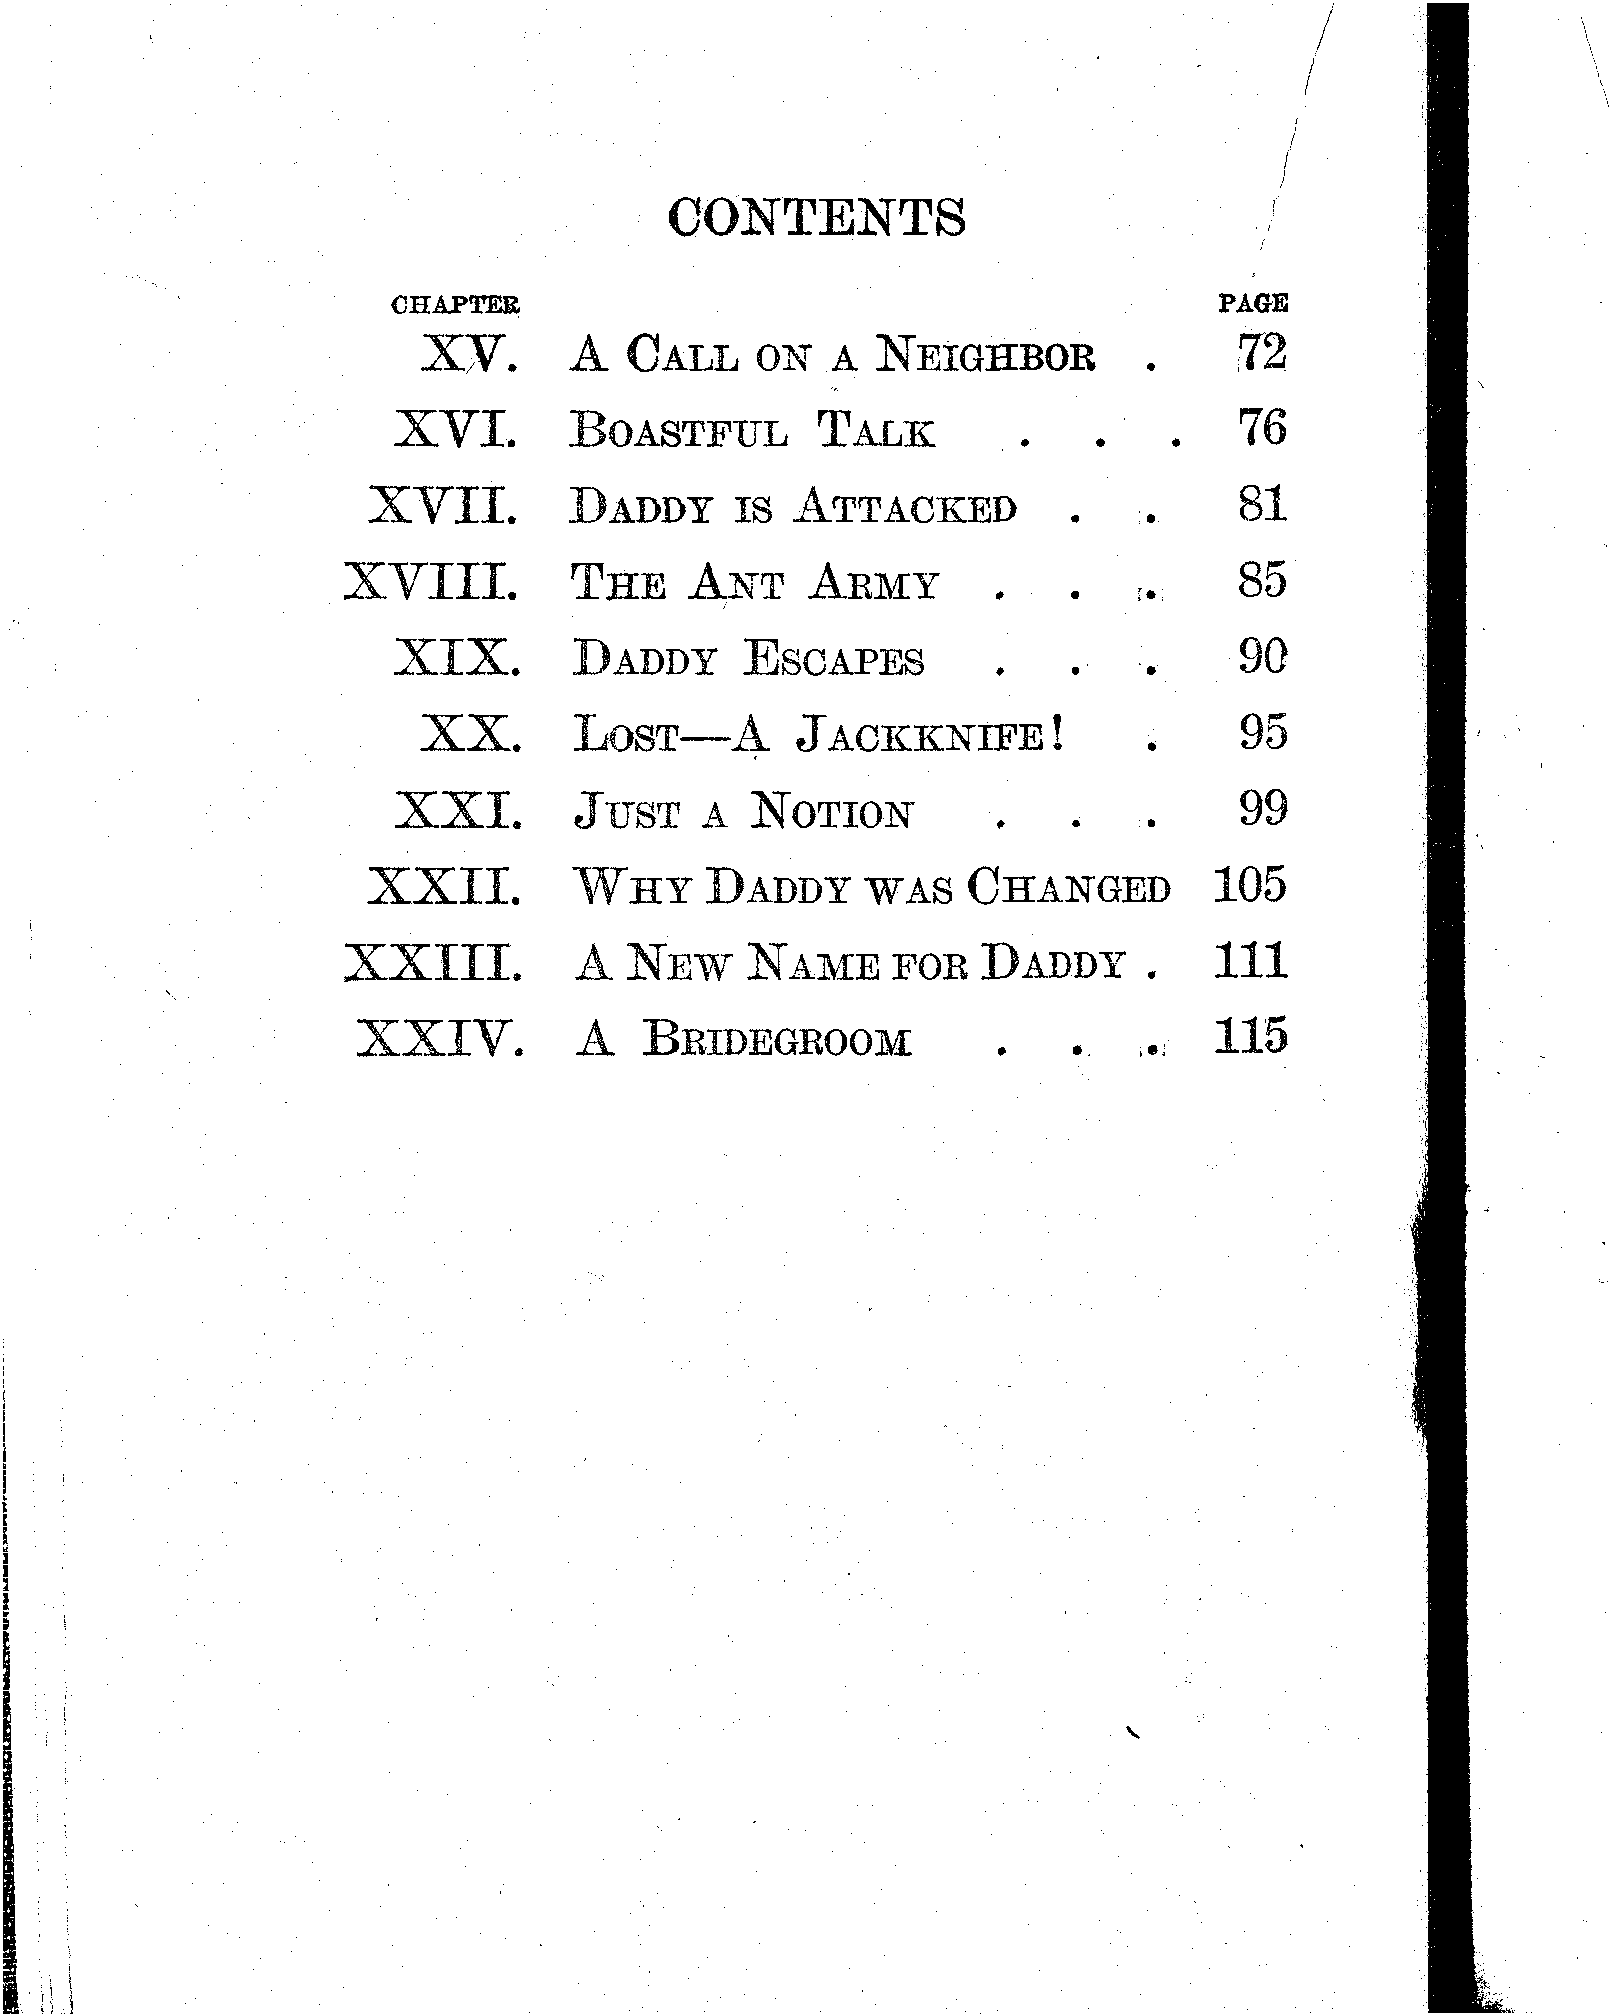 CONTENTS
CHAPTER PAGE
XV. A CALL ON A NEIGHBOR . 72
XVI. BOASTFUL TALK . . . 76
XVII. DADDY IS ATTACKED . . 81
XVIII. THE ANT ARMY . . . 85
XIX. DADDY ESCAPES . . . 90
XX. LOST—A JACKKNIFE! . 95
XXI. JUST A NOTION . . . 99
XXII. WHY DADDY WAS CHANGED 105
XXIII. A NEW NAME FOR DADDY . 111
XXIV. A BRIDEGROOM . . . 115